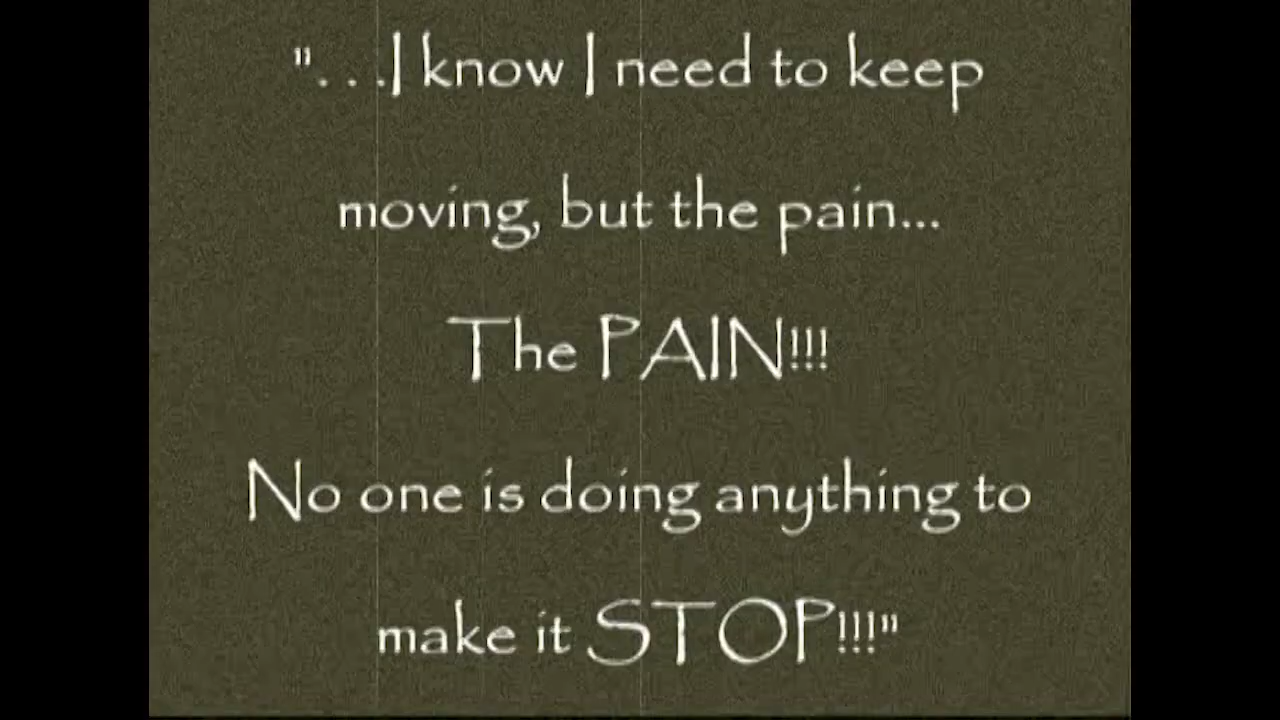 ". . .I know I need to keep
moving, but the pain...
The PAIN!!!
No one is doing anything to
make it STOP!!!"